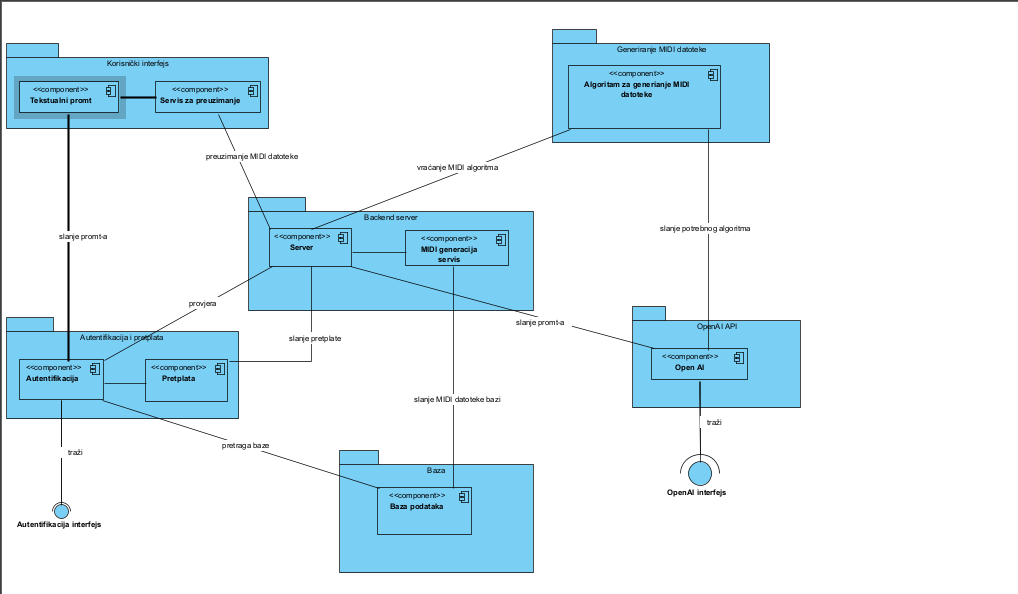 Korisnički interfejs
<<component>>
Tekstualni promt
<<component>>
Servis za preuzimanje
Generiranje MIDI datoteke
<<component>>
Algoritam za generianje MIDI
datoteke
preuzimanje MIDI datoteke
vraćanje MIDI algoritma
slanje promt-a
slanje potrebnog algoritma
Backend server
<<component>>
Server
<<component>>
MIDI generacija
servis
provjera
slanje pretplate
slanje promt-a
Autentifikacija i pretplata
<<component>>
Autentifikacija
<<component>>
Pretplata
OpenAI API
<<component>>
Open AI
slanje MIDI datoteke bazi
traži
traži
pretraga baze
Baza
<<component>>
Baza podataka
OpenAI interfejs
Autentifikacija interfejs